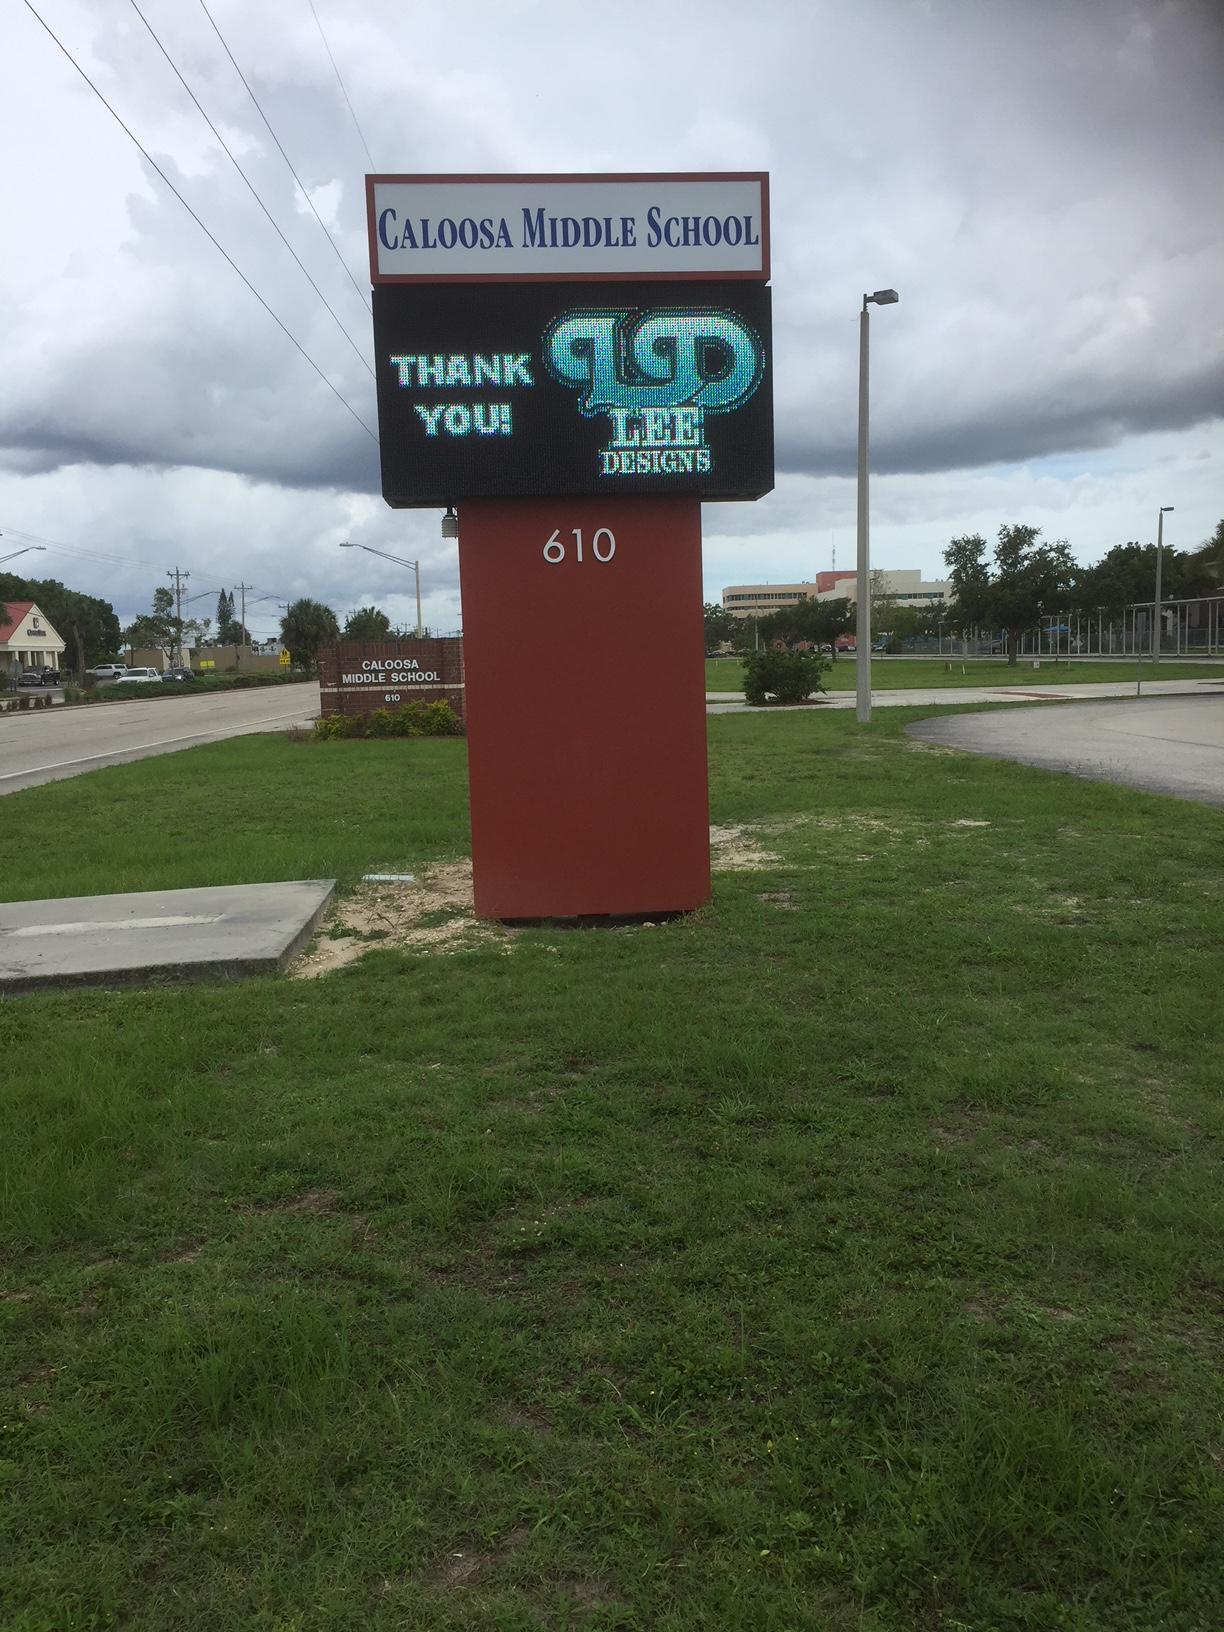 CALOOSA MIDDLE SCHOOL
THANK
YOU!
LD
LEE
DESIGNS
610
CALOOSA
MIDDLE SCHOOL
610